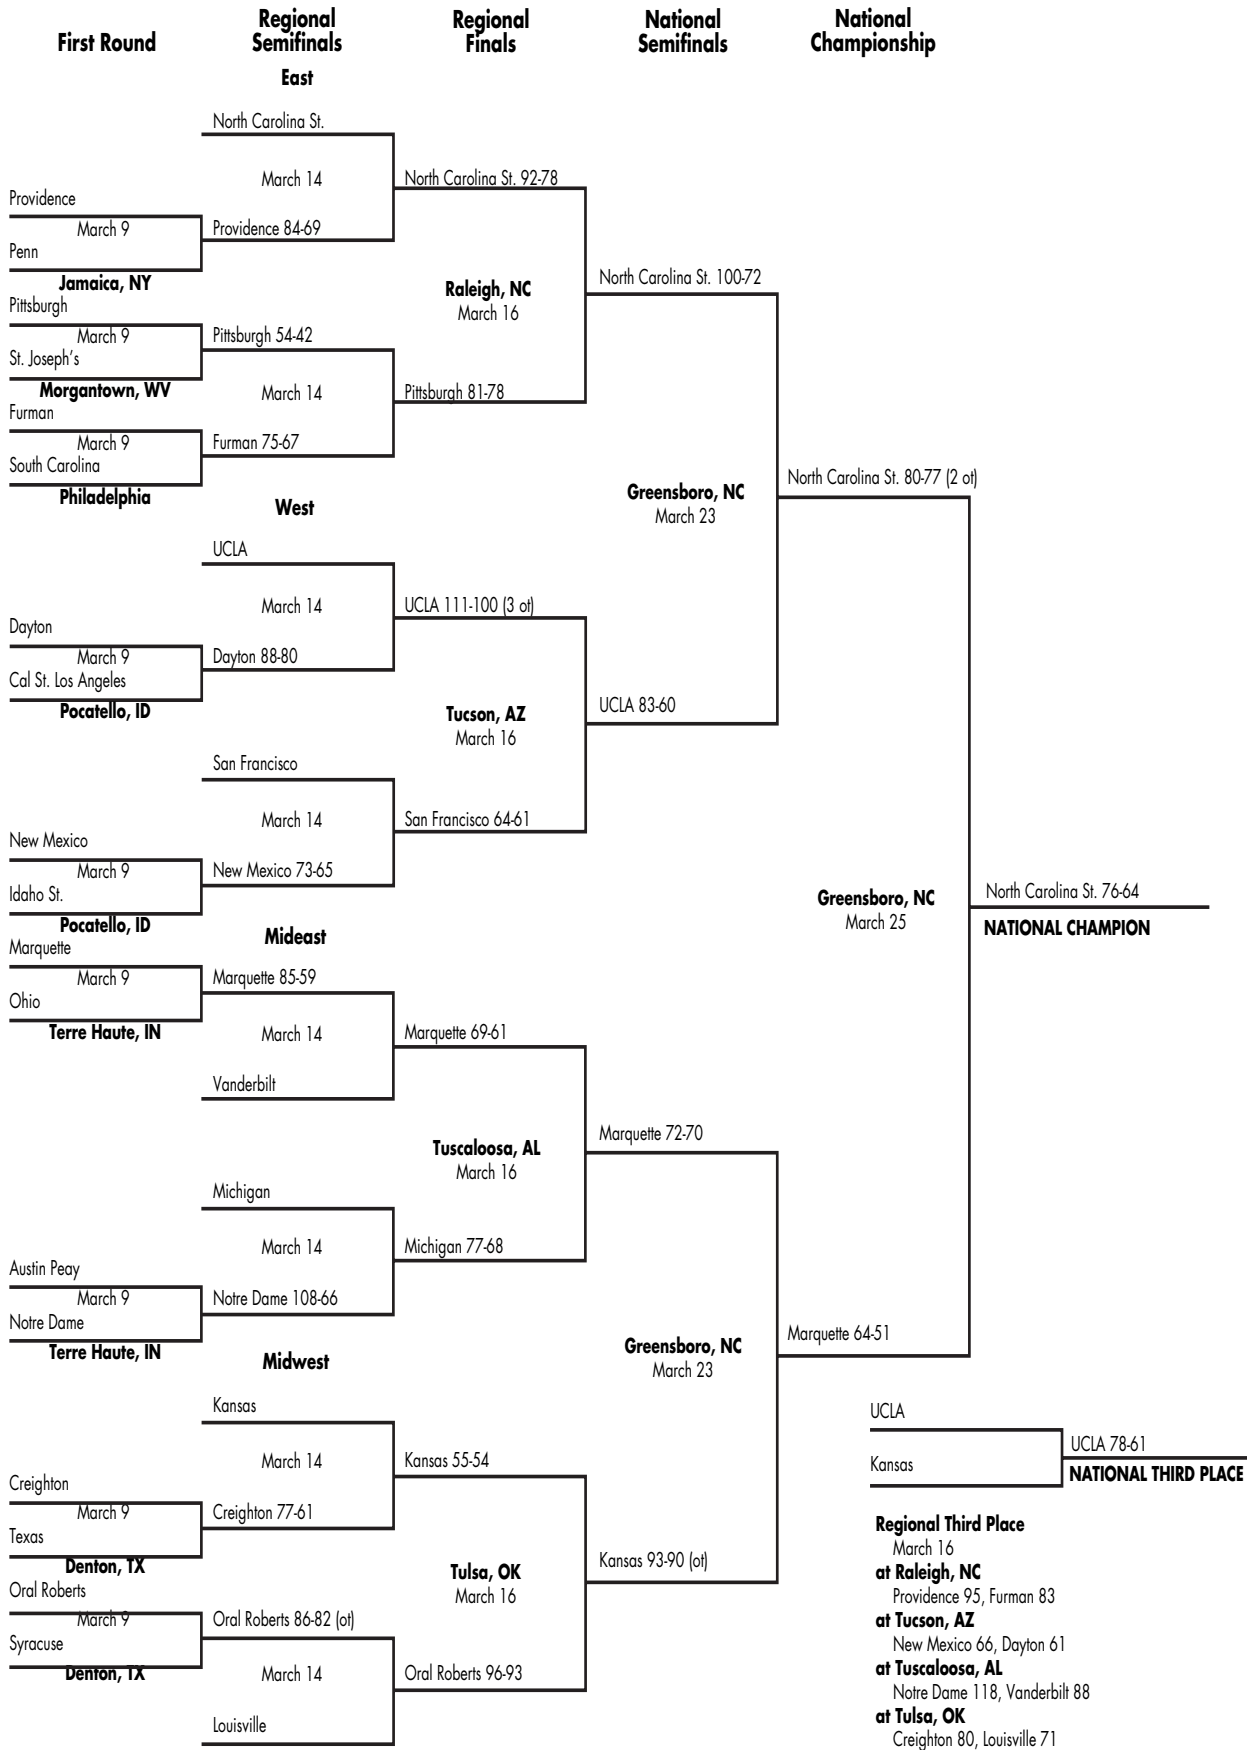 First Round
Regional
Semifinals
Regional
Finals
National
Semifinals
National
Championship
East
North Carolina St.
March 14
North Carolina St. 92-78
Providence
March 9
Providence 84-69
Penn
Jamaica, NY
Raleigh, NC
March 16
North Carolina St. 100-72
Pittsburgh
March 9
Pittsburgh 54-42
St. Joseph's
Morgantown, WV
March 14
Pittsburgh 81-78
Furman
March 9
Furman 75-67
South Carolina
Philadelphia
Greensboro, NC
March 23
North Carolina St. 80-77 (2 ot)
West
UCLA
March 14
UCLA 111-100 (3 ot)
Dayton
March 9
Dayton 88-80
Cal St. Los Angeles
Pocatello, ID
Tucson, AZ
March 16
UCLA 83-60
San Francisco
March 14
San Francisco 64-61
New Mexico
March 9
New Mexico 73-65
Idaho St.
Pocatello, ID
Greensboro, NC
March 25
North Carolina St. 76-64
NATIONAL CHAMPION
Mideast
Marquette
March 9
Marquette 85-59
Ohio
Terre Haute, IN
March 14
Marquette 69-61
Vanderbilt
Tuscaloosa, AL
March 16
Marquette 72-70
Michigan
March 14
Michigan 77-68
Austin Peay
March 9
Notre Dame 108-66
Notre Dame
Terre Haute, IN
Greensboro, NC
March 23
Marquette 64-51
Midwest
Kansas
March 14
Kansas 55-54
Creighton
March 9
Creighton 77-61
Texas
Denton, TX
Tulsa, OK
March 16
Kansas 93-90 (ot)
Oral Roberts
March 9
Oral Roberts 86-82 (ot)
Syracuse
Denton, TX
March 14
Oral Roberts 96-93
Louisville
UCLA
UCLA 78-61
Kansas
NATIONAL THIRD PLACE
Regional Third Place
March 16
at Raleigh, NC
Providence 95, Furman 83
at Tucson, AZ
New Mexico 66, Dayton 61
at Tuscaloosa, AL
Notre Dame 118, Vanderbilt 88
at Tulsa, OK
Creighton 80, Louisville 71